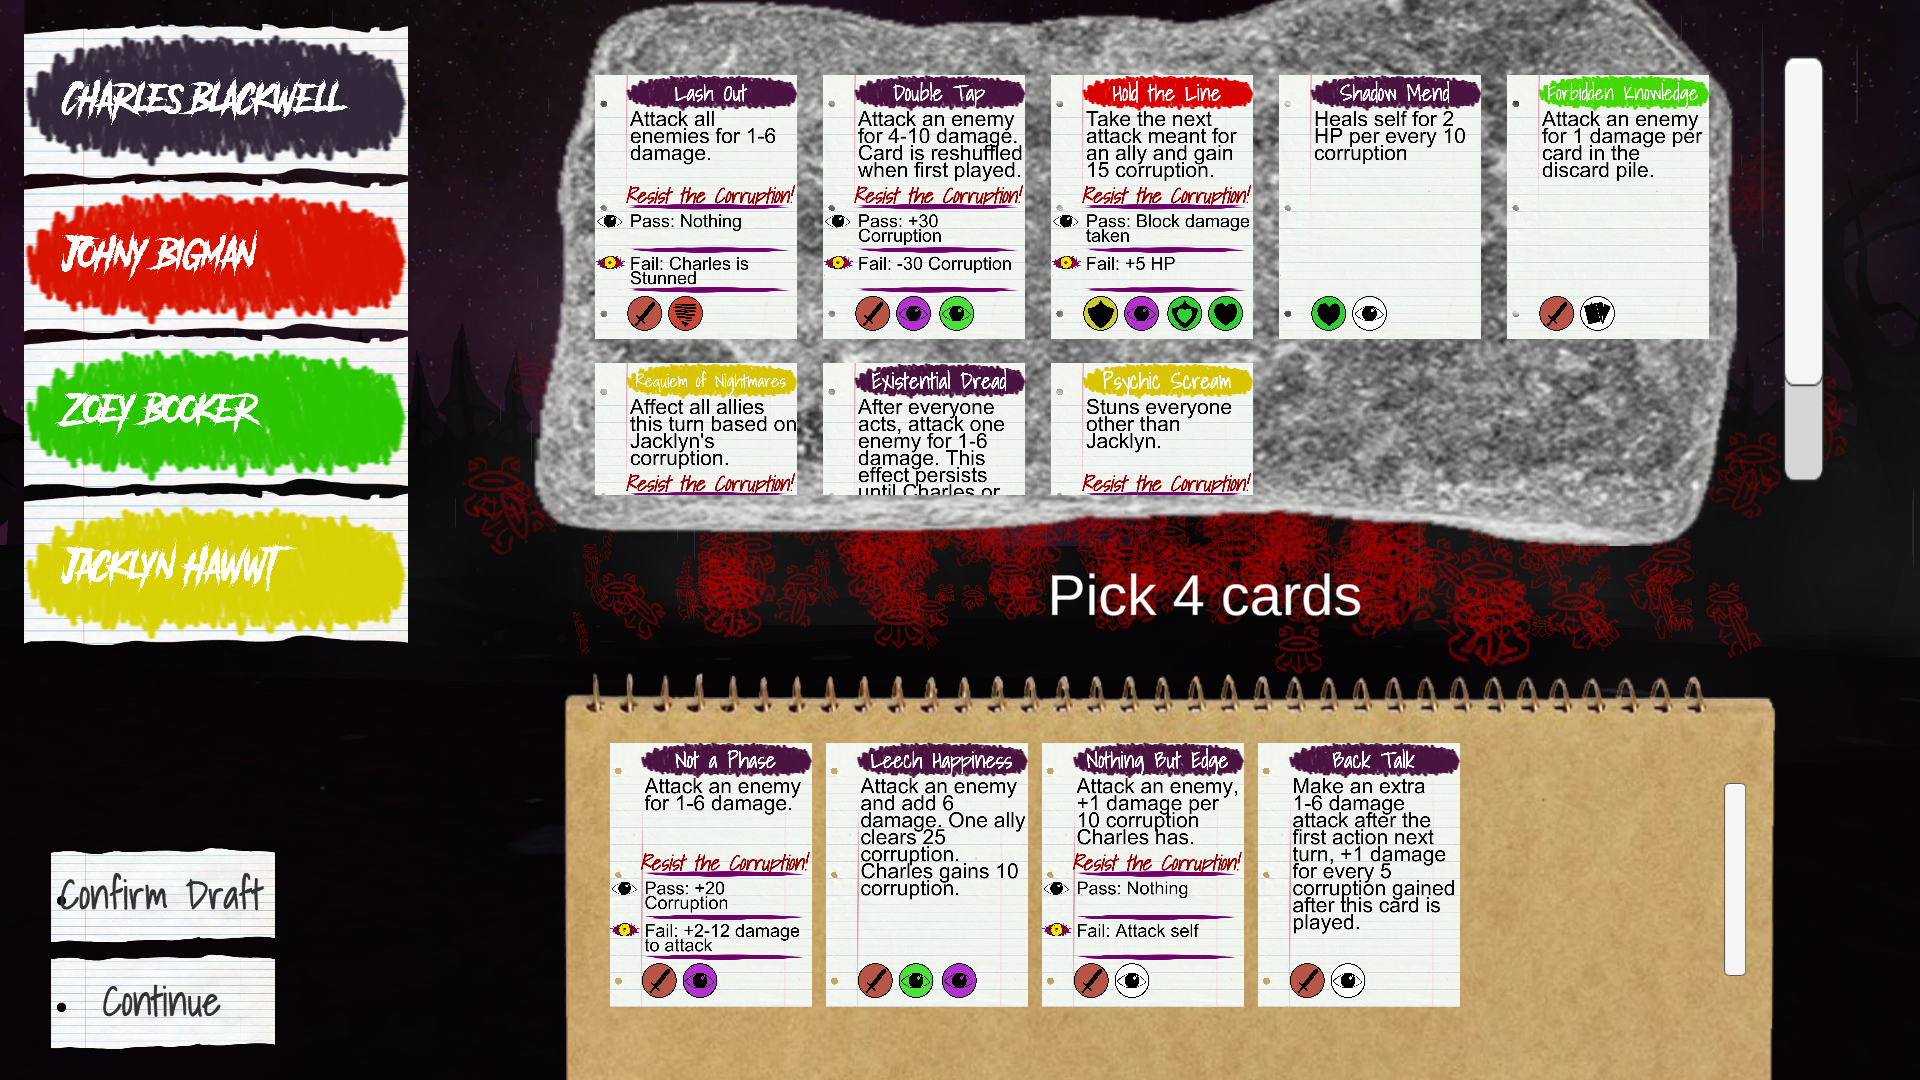 CHARLES BLACKWELL
JOHNY BIGMAN
ZOEY BOOKER
JACKLYN HAWWT
Lash Out
Attack all
enemies for 1-6
damage.
Resist the Corruption!
Pass: Nothing
Fail: Charles is
Stunned
Double Tap
Attack an enemy
for 4-10 damage.
Card is reshuffled
when first played.
Resist the Corruption!
Pass: +30
Corruption
Fail: -30 Corruption
Hold the Line
Take the next
attack meant for
an ally and gain
15 corruption.
Resist the Corruption!
Pass: Block damage
taken
Fail: +5 HP
Shadow Mend
Heals self for 2
HP per every 10
corruption
Forbidden Knowledge
Attack an enemy
for 1 damage per
card in the
discard pile.
Requiem of Nightmares
Affect all allies
this turn based on
Jacklyn's
corruption.
Resist the Corruption!
Existential Dread
After everyone
acts, attack one
enemy for 1-6
damage. This
effect persists
until Charles or
Psychic Scream
Stuns everyone
other than
Jacklyn.
Resist the Corruption!
Pick 4 cards
Not a Phase
Attack an enemy
for 1-6 damage.
Resist the Corruption!
Pass: +20
Corruption
Fail: +2-12 damage
to attack
Leech Happiness
Attack an enemy
and add 6
damage. One ally
clears 25
corruption.
Charles gains 10
corruption.
Nothing But Edge
Attack an enemy,
+1 damage per
10 corruption
Charles has.
Resist the Corruption!
Pass: Nothing
Fail: Attack self
Back Talk
Make an extra
1-6 damage
attack after the
first action next
turn, +1 damage
for every 5
corruption gained
after this card is
played.
Confirm Draft
Continue